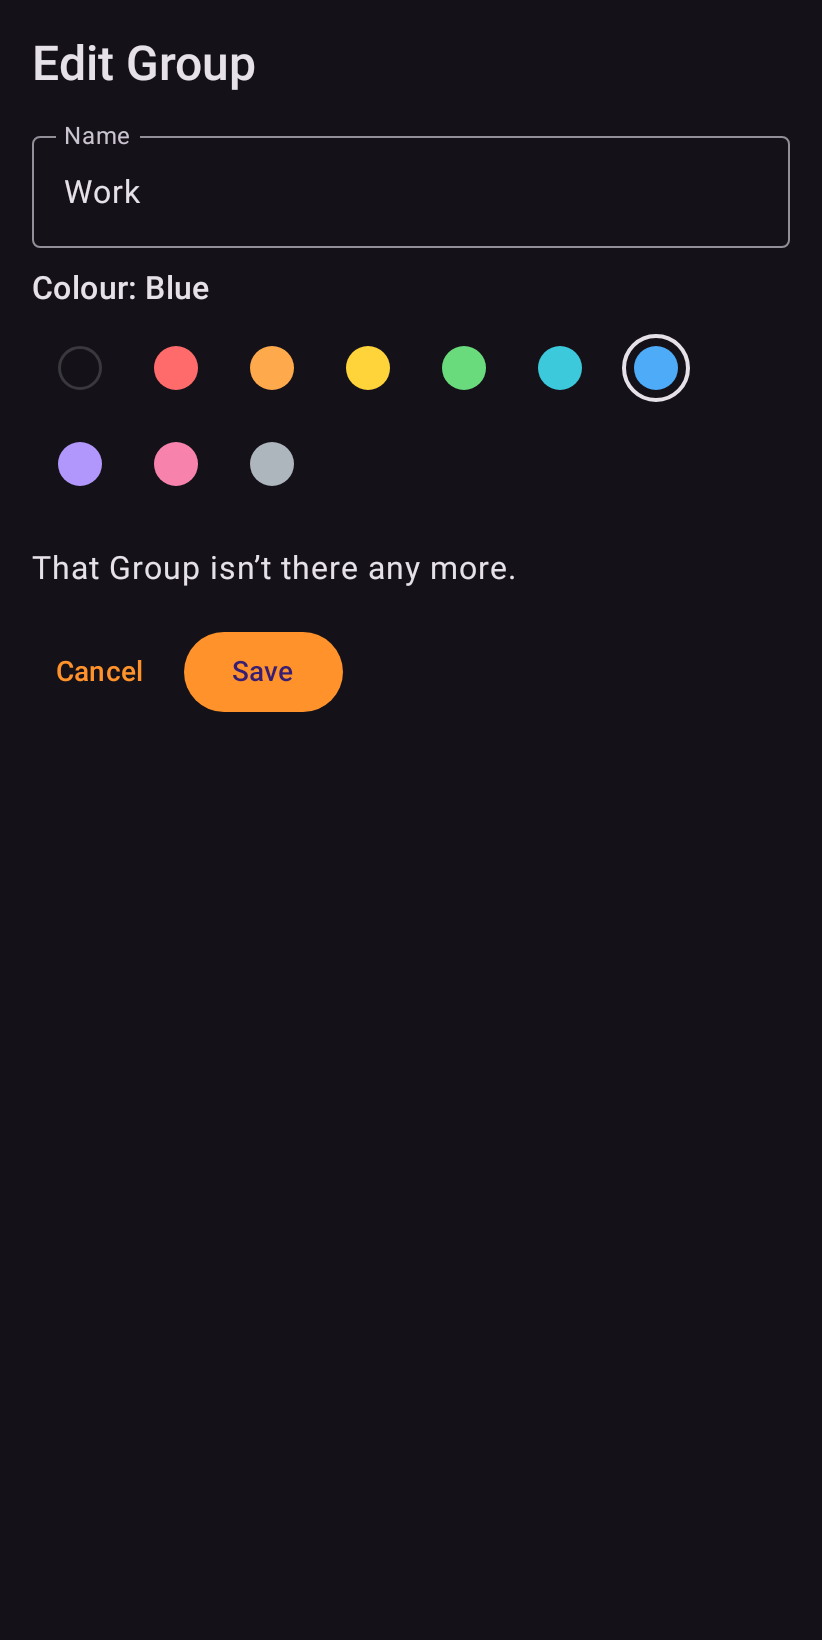 Edit Group
Name
Work
Colour: Blue
That Group isn’t there any more.
Cancel
Save